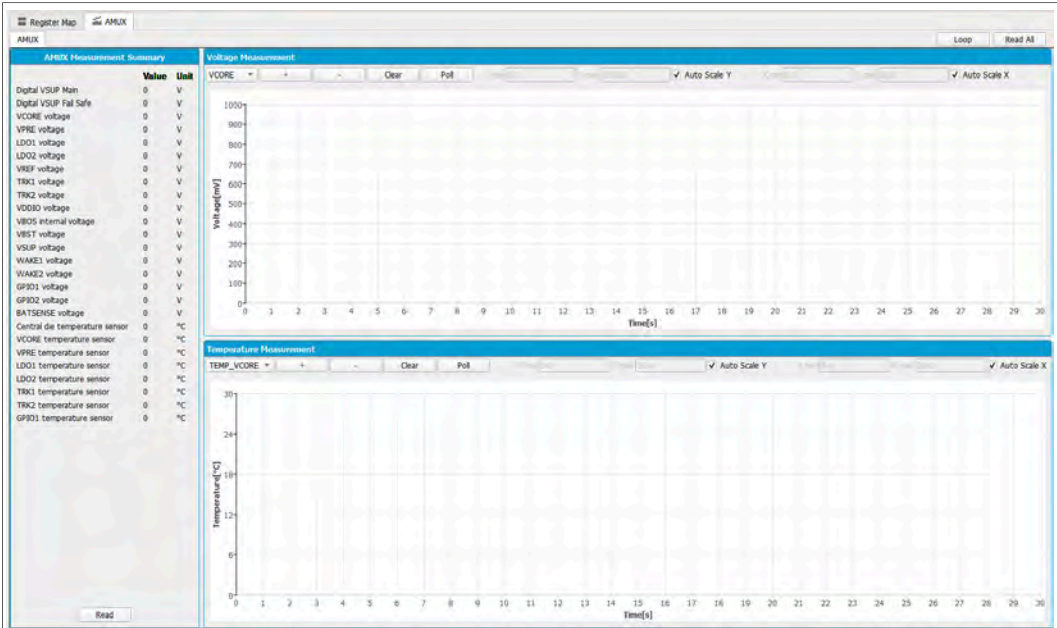 Register Map AMUX
AMUX Loop Read All
AMUX Measurement Summary
Value Unit
Digital VSUP Main 0 V
Digital VSUP Fail Safe 0 V
VCORE voltage 0 V
VPRE voltage 0 V
LDO1 voltage 0 V
LDO2 voltage 0 V
VREF voltage 0 V
TRK1 voltage 0 V
TRK2 voltage 0 V
VDDIO voltage 0 V
VBOS internal voltage 0 V
VBST voltage 0 V
VSUP voltage 0 V
WAKE1 voltage 0 V
WAKE2 voltage 0 V
GPIO1 voltage 0 V
GPIO2 voltage 0 V
BATSENSE voltage 0 V
Central die temperature sensor 0 °C
VCORE temperature sensor 0 °C
VPRE temperature sensor 0 °C
LDO1 temperature sensor 0 °C
LDO2 temperature sensor 0 °C
TRK1 temperature sensor 0 °C
TRK2 temperature sensor 0 °C
GPIO1 temperature sensor 0 °C
Read
Voltage Measurement
VCORE + - Clear Poll Auto Scale Y Auto Scale X
1000
900
800
700
600
500
400
300
200
100
0
Voltage[mV]
0 1 2 3 4 5 6 7 8 9 10 11 12 13 14 15 16 17 18 19 20 21 22 23 24 25 26 27 28 29 30
Time[s]
Temperature Measurement
TEMP_VCORE + - Clear Poll Auto Scale Y Auto Scale X
30
24
18
12
6
0
Temperature[°C]
0 1 2 3 4 5 6 7 8 9 10 11 12 13 14 15 16 17 18 19 20 21 22 23 24 25 26 27 28 29 30
Time[s]